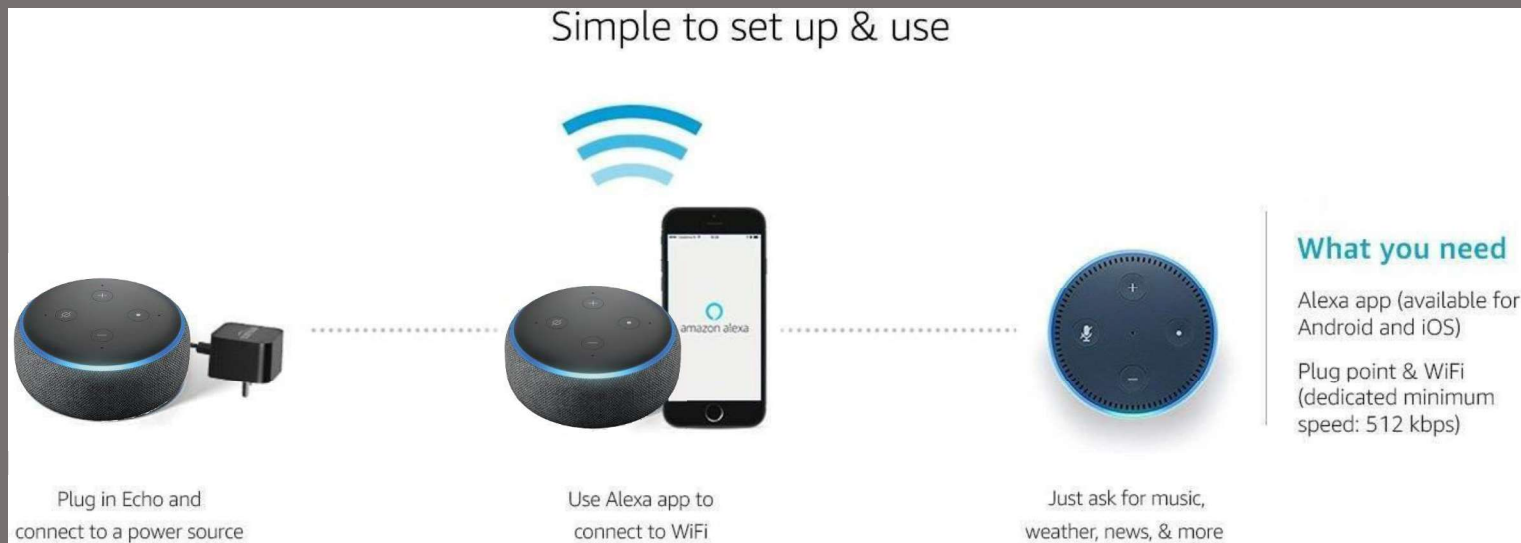 Simple to set up & use
amazon alexa
Plug in Echo and
connect to a power source
Use Alexa app to
connect to WiFi
Just ask for music,
weather, news, & more
What you need
Alexa app (available for
Android and iOS)
Plug point & WiFi
(dedicated minimum
speed: 512 kbps)